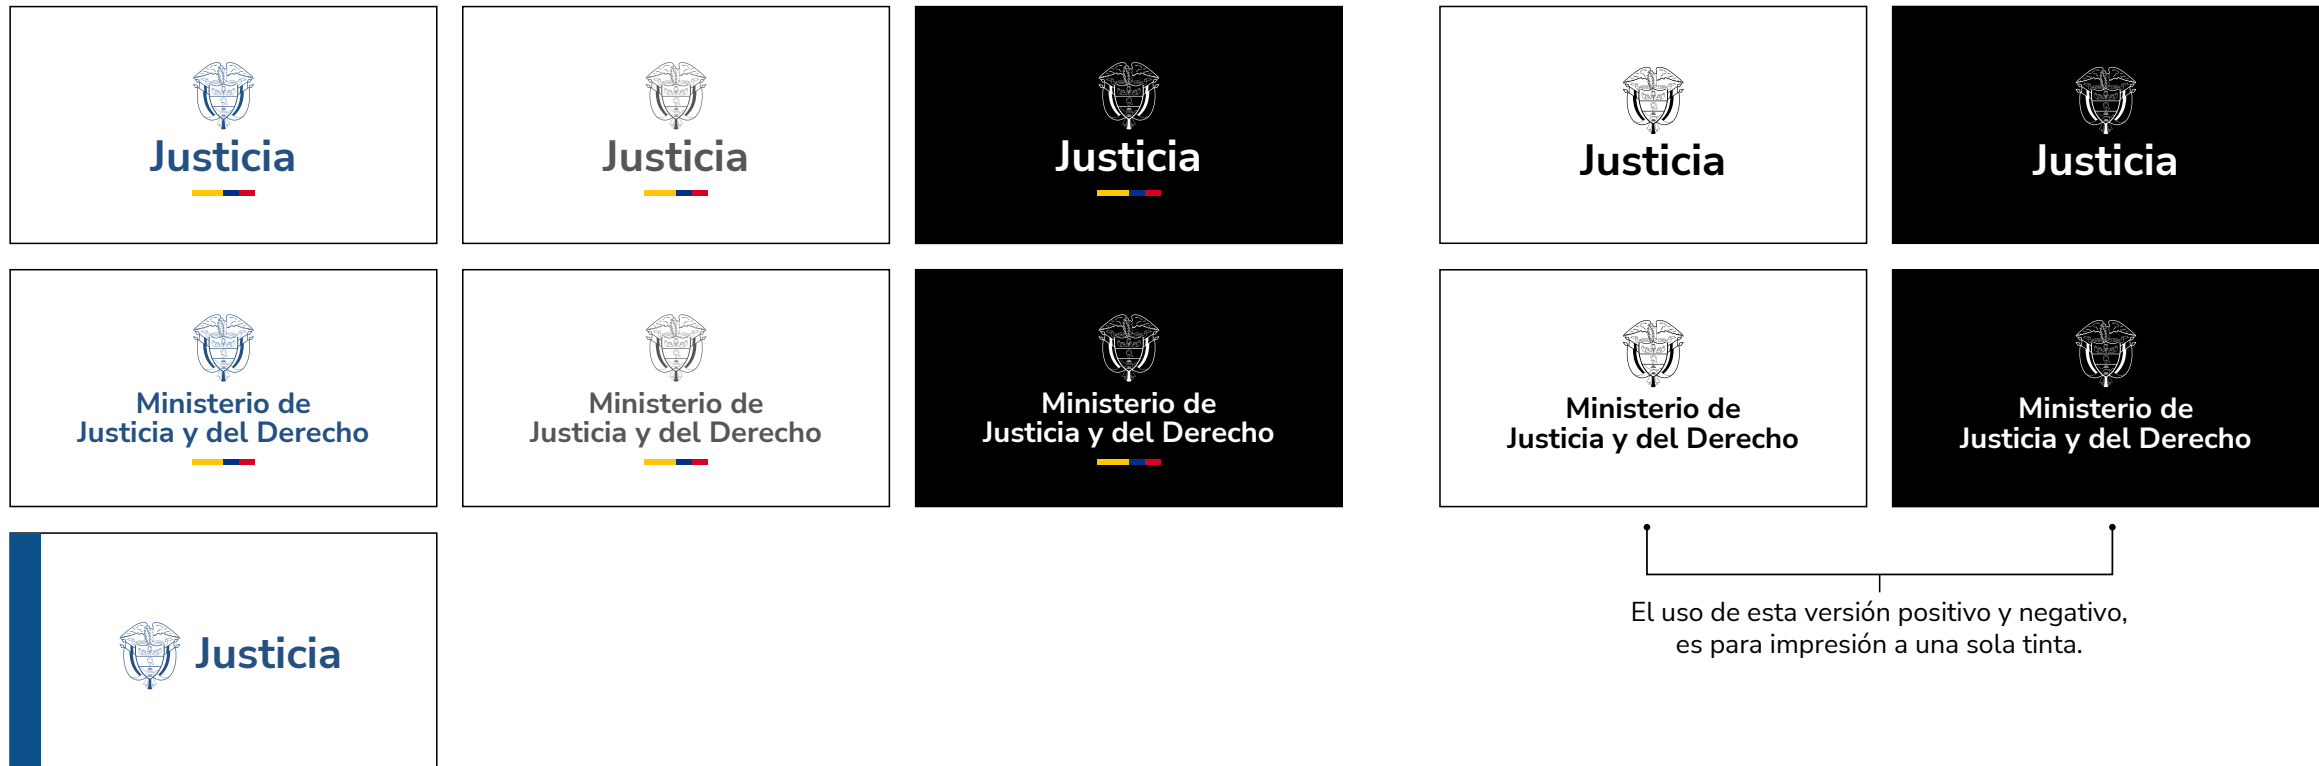 Justicia
Justicia
Justicia
Justicia
Justicia
Ministerio de
Justicia y del Derecho
Ministerio de
Justicia y del Derecho
Ministerio de
Justicia y del Derecho
Ministerio de
Justicia y del Derecho
Ministerio de
Justicia y del Derecho
Justicia
El uso de esta versión positivo y negativo,
es para impresión a una sola tinta.